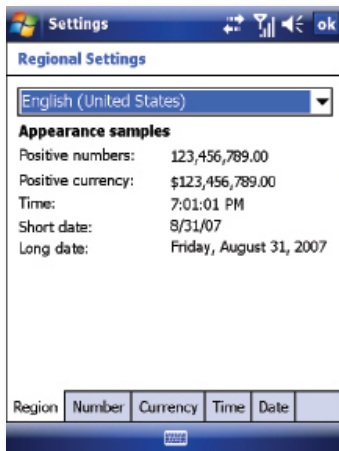 Settings
ok
Regional Settings
English (United States)
Appearance samples
Positive numbers: 123,456,789.00
Positive currency: $123,456,789.00
Time: 7:01:01 PM
Short date: 8/31/07
Long date: Friday, August 31, 2007
Region Number Currency Time Date